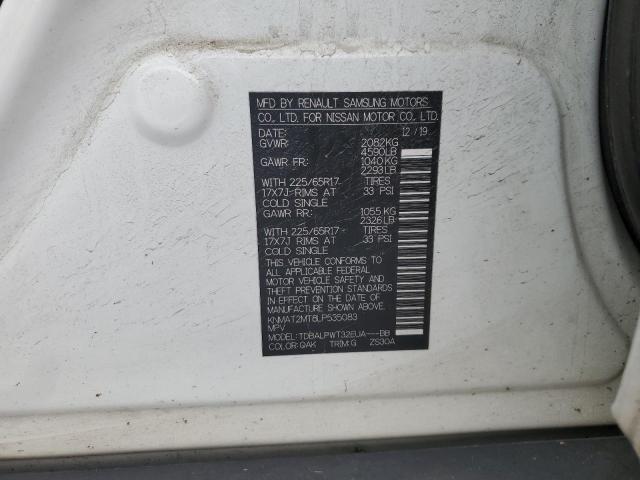 MFD BY RENAULT SAMSUNG MOTORS
CO., LTD. FOR NISSAN MOTOR CO., LTD.
DATE: 12 / 19
GVWR: 2082KG
4590LB
GAWR FR: 1040 KG
2293LB
WITH 225/65R17 TIRES
17X7J RIMS AT 33 PSI
COLD SINGLE
GAWR RR: 1055 KG
2326LB
WITH 225/65R17 TIRES
17X7J RIMS AT 33 PSI
COLD SINGLE
THIS VEHICLE CONFORMS TO
ALL APPLICABLE FEDERAL
MOTOR VEHICLE SAFETY AND
THEFT PREVENTION STANDARDS
IN EFFECT ON THE DATE OF
MANUFACTURE SHOWN ABOVE.
KNMAT2MT8LP535083
MPV
MODEL: TDBALPWT32EUA---BB
COLOR: QAK TRIM:G ZS30A